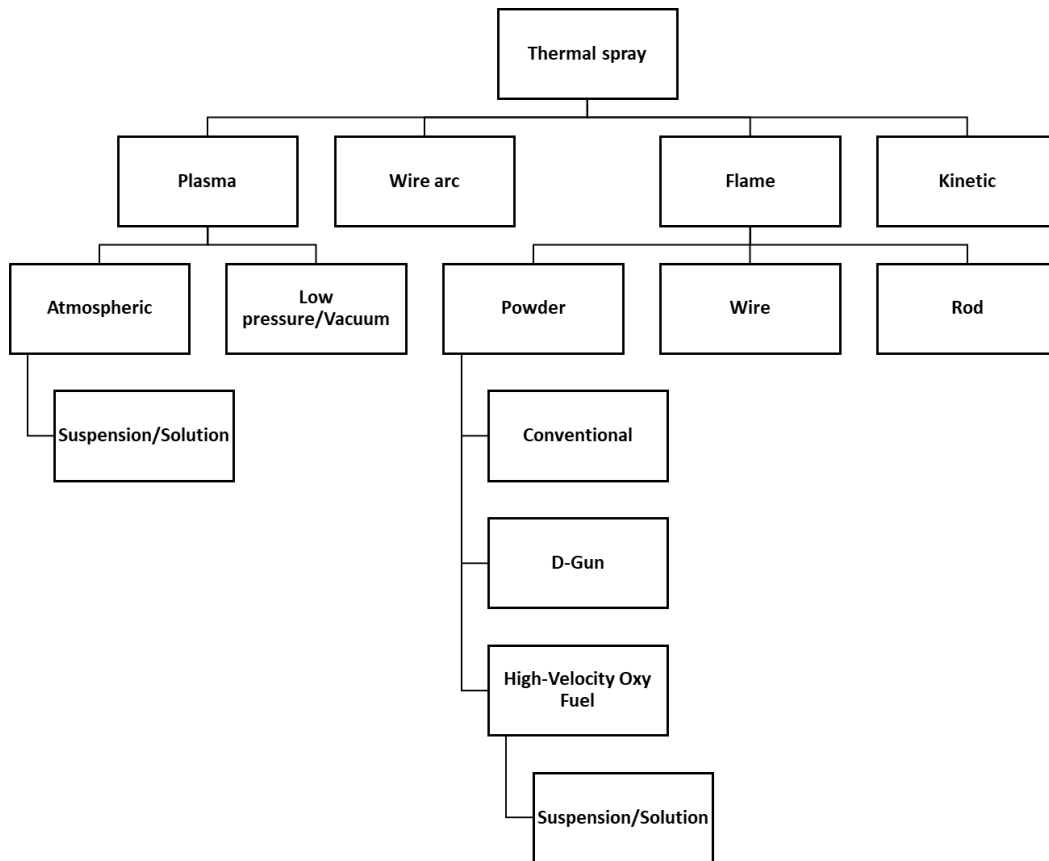 Thermal spray
Plasma
Wire arc
Flame
Kinetic
Atmospheric
Low
pressure/Vacuum
Powder
Wire
Rod
Suspension/Solution
Conventional
D-Gun
High-Velocity Oxy
Fuel
Suspension/Solution